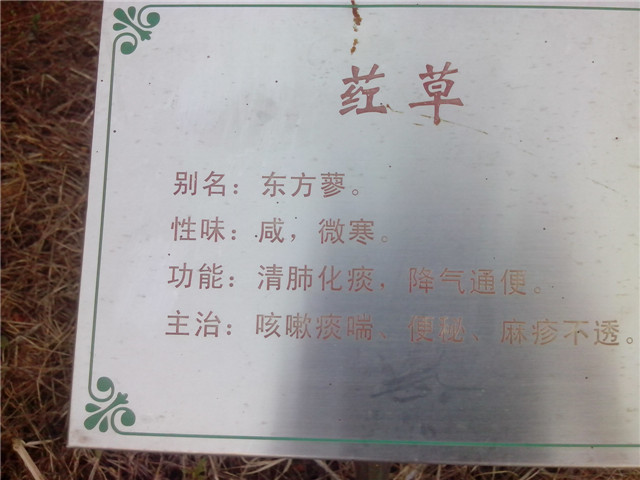 荭草
别名：东方蓼。
性味：咸，微寒。
功能：清肺化痰，降气通便。
主治：咳嗽痰喘、便秘、麻疹不透。